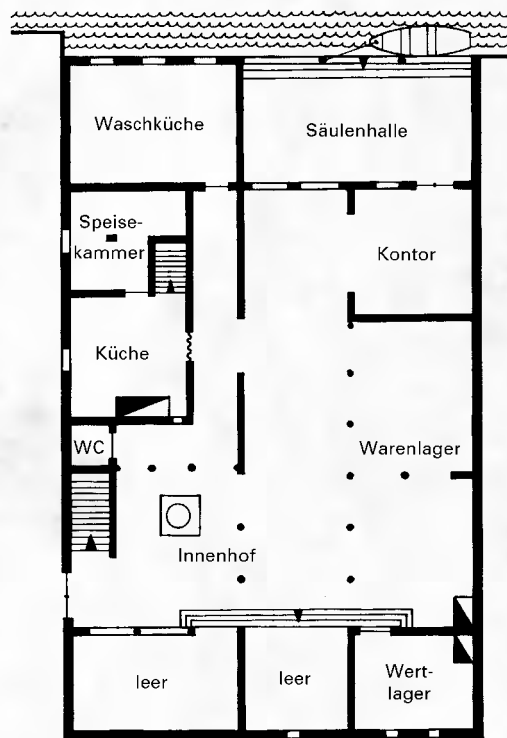 Waschküche
Säulenhalle
Speise-
kammer
Kontor
Küche
WC
Warenlager
Innenhof
leer
leer
Wert-
lager